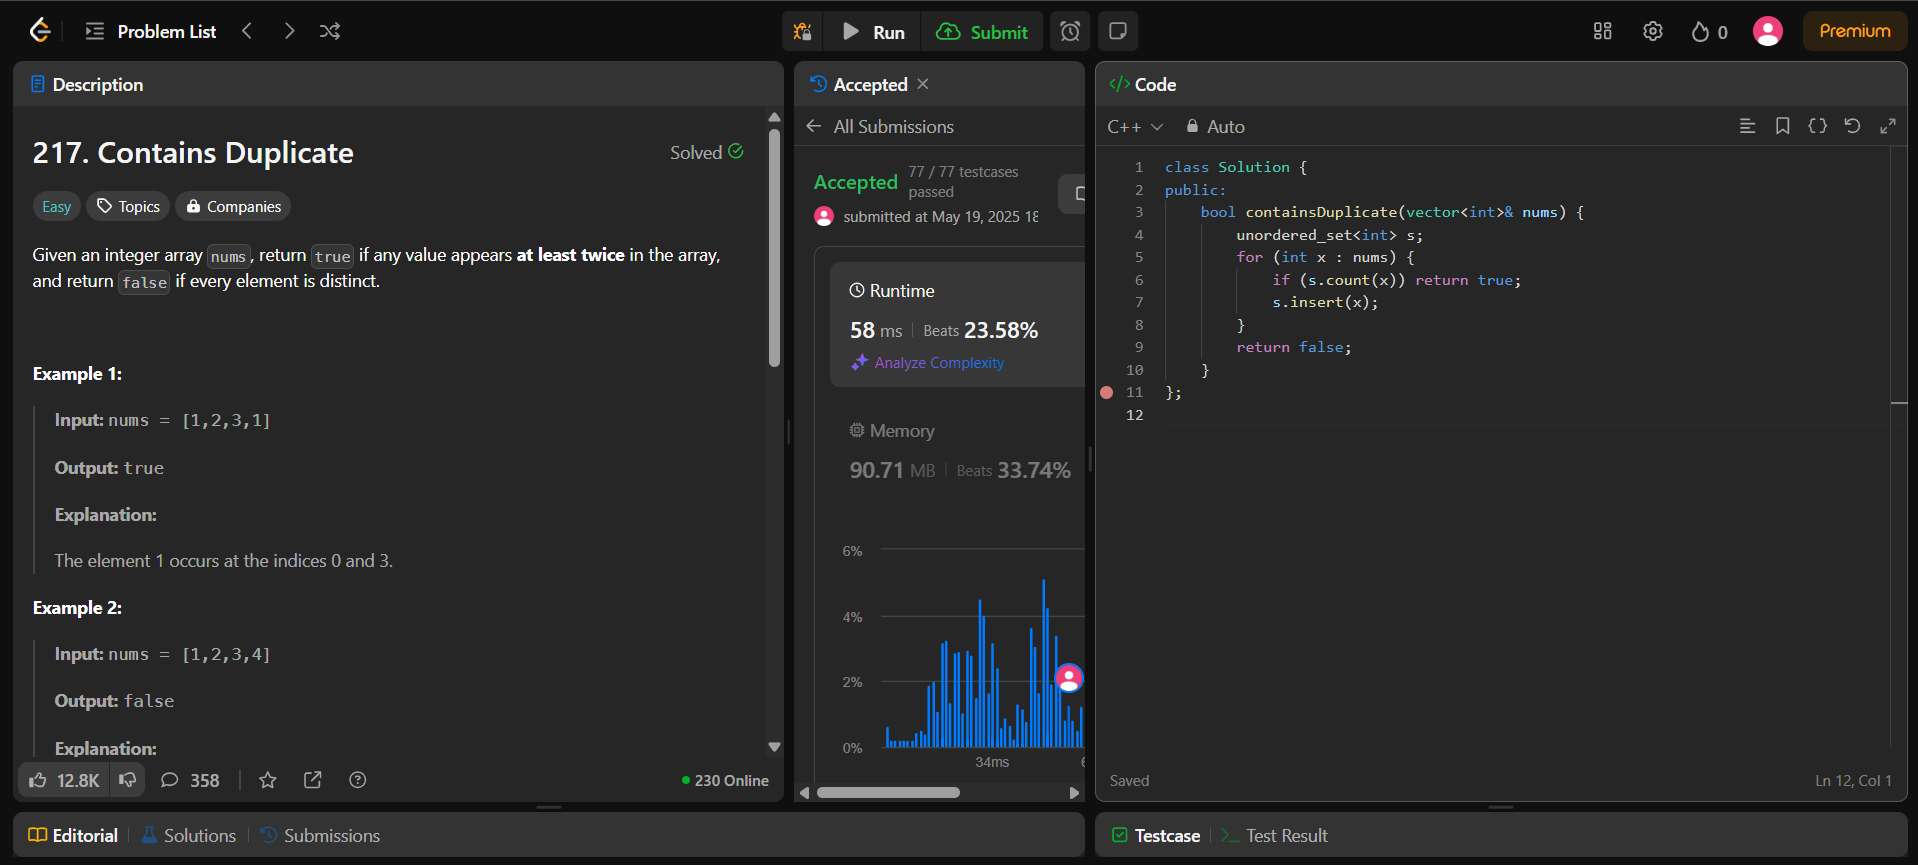 Problem List
Run
Submit
0
Premium
Description
217. Contains Duplicate
Solved
Easy
Topics
Companies
Given an integer array nums, return true if any value appears at least twice in the array,
and return false if every element is distinct.
Example 1:
Input: nums = [1,2,3,1]
Output: true
Explanation:
The element 1 occurs at the indices 0 and 3.
Example 2:
Input: nums = [1,2,3,4]
Output: false
Explanation:
12.8K
358
230 Online
Editorial
Solutions
Submissions
Accepted
All Submissions
Accepted
77 / 77 testcases
passed
submitted at May 19, 2025 18
Runtime
58 ms
Beats 23.58%
Analyze Complexity
Memory
90.71 MB
Beats 33.74%
6%
4%
2%
0%
34ms
</> Code
C++
Auto
1 class Solution {
2 public:
3 bool containsDuplicate(vector<int>& nums) {
4 unordered_set<int> s;
5 for (int x : nums) {
6 if (s.count(x)) return true;
7 s.insert(x);
8 }
9 return false;
10 }
11 };
12
Saved
Ln 12, Col 1
Testcase
Test Result